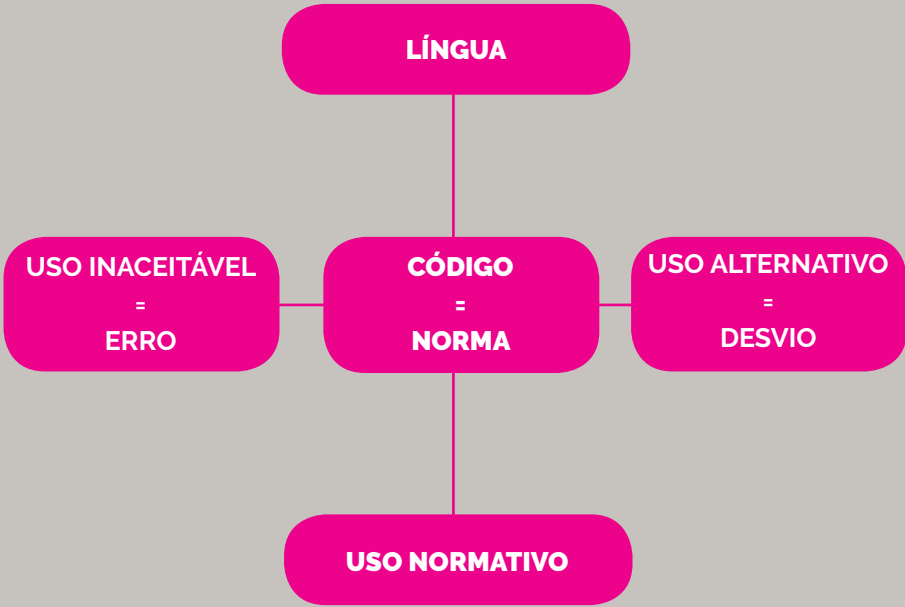 LÍNGUA
USO INACEITÁVEL
=
ERRO
CÓDIGO
=
NORMA
USO ALTERNATIVO
=
DESVIO
USO NORMATIVO